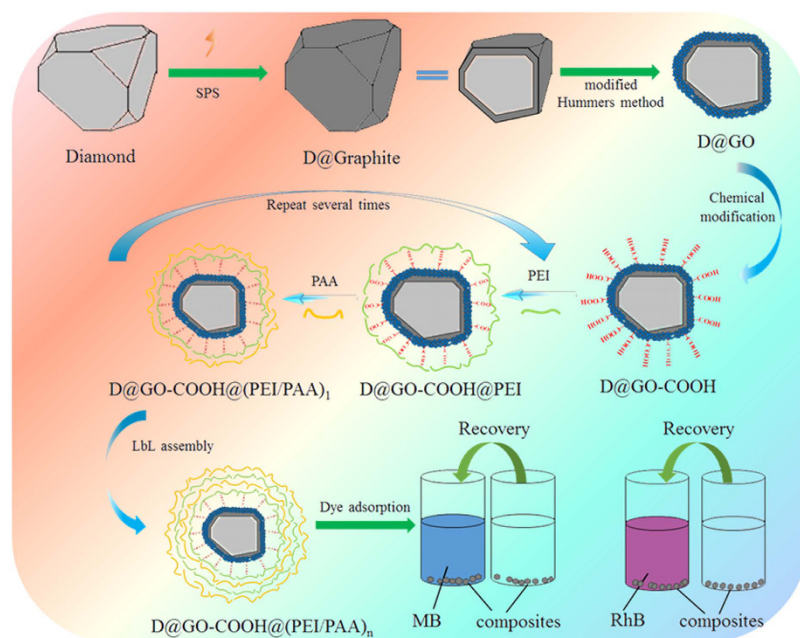 SPS
modified
Hummers method
Diamond
D@Graphite
D@GO
Chemical
modification
Repeat several times
PAA
PEI
HOO COOH
D@GO-COOH@(PEI/PAA)1
D@GO-COOH@PEI
D@GO-COOH
LbL assembly
Recovery
Recovery
Dye adsorption
MB
composites
RhB
composites
D@GO-COOH@(PEI/PAA)n